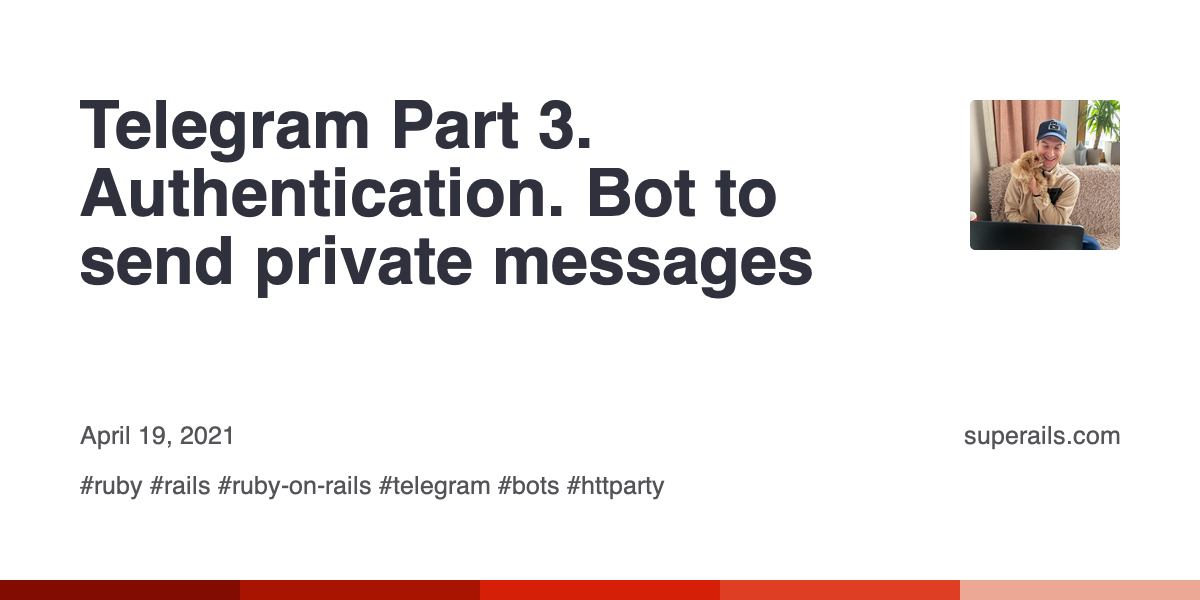 Telegram Part 3.
Authentication. Bot to
send private messages
April 19, 2021
superails.com
#ruby #rails #ruby-on-rails #telegram #bots #httparty